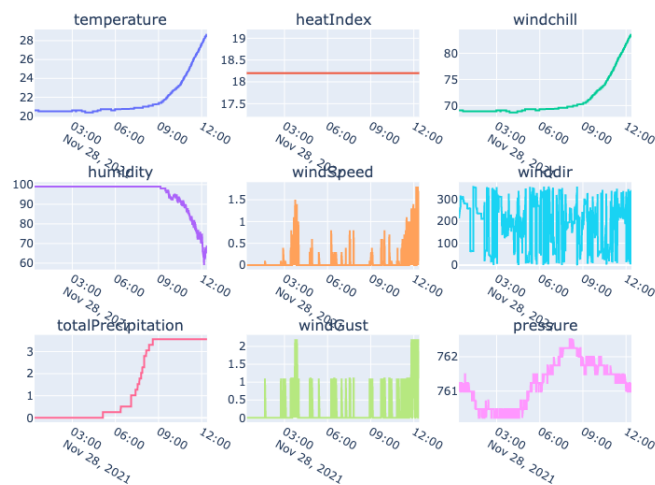 temperature heatIndex windchill
28
26
24
22
20
19
18.5
18
17.5
80
75
70
03:00 06:00 09:00 12:00
03:00 06:00 09:00 12:00
03:00 06:00 09:00 12:00
Nov 28, 2021
Nov 28, 2021
Nov 28, 2021
humidity windSpeed winddir
100
90
80
70
60
1.5
1
0.5
0
300
200
100
0
03:00 06:00 09:00 12:00
03:00 06:00 09:00 12:00
03:00 06:00 09:00 12:00
Nov 28, 2021
Nov 28, 2021
Nov 28, 2021
totalPrecipitation windGust pressure
3
2
1
0
2
1.5
1
0.5
0
762
761
03:00 06:00 09:00 12:00
03:00 06:00 09:00 12:00
03:00 06:00 09:00 12:00
Nov 28, 2021
Nov 28, 2021
Nov 28, 2021